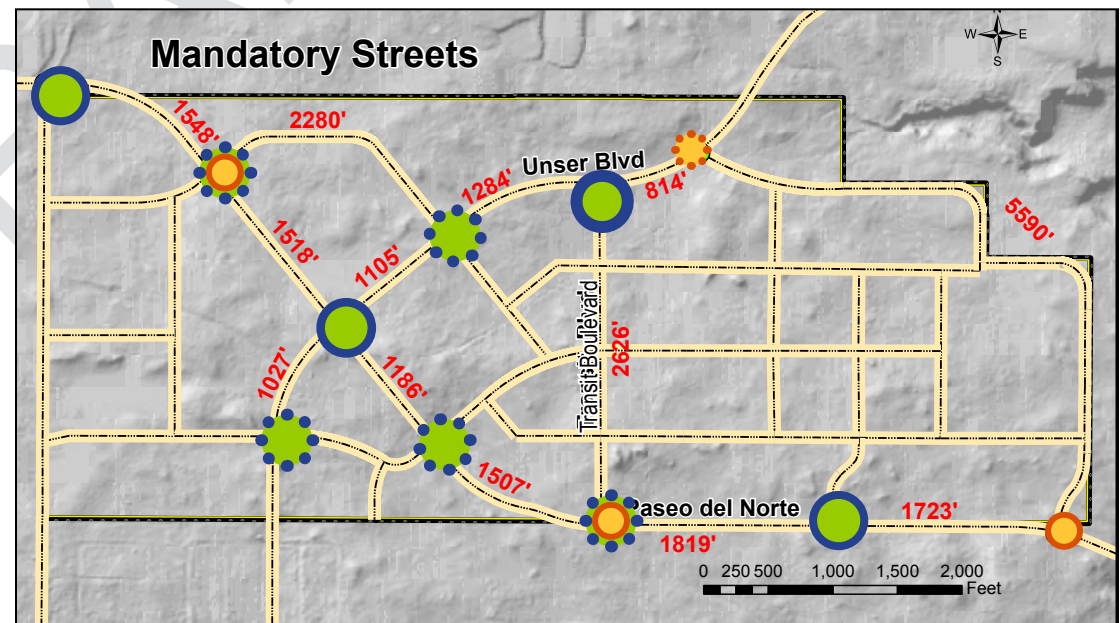 Mandatory Streets
N
W E
S
1548'
2280'
1284'
Unser Blvd
814'
5590'
1518'
1105'
Transit Boulevard
2626'
1027'
1186'
1507'
Paseo del Norte
1819'
1723'
0 250 500 1,000 1,500 2,000
Feet